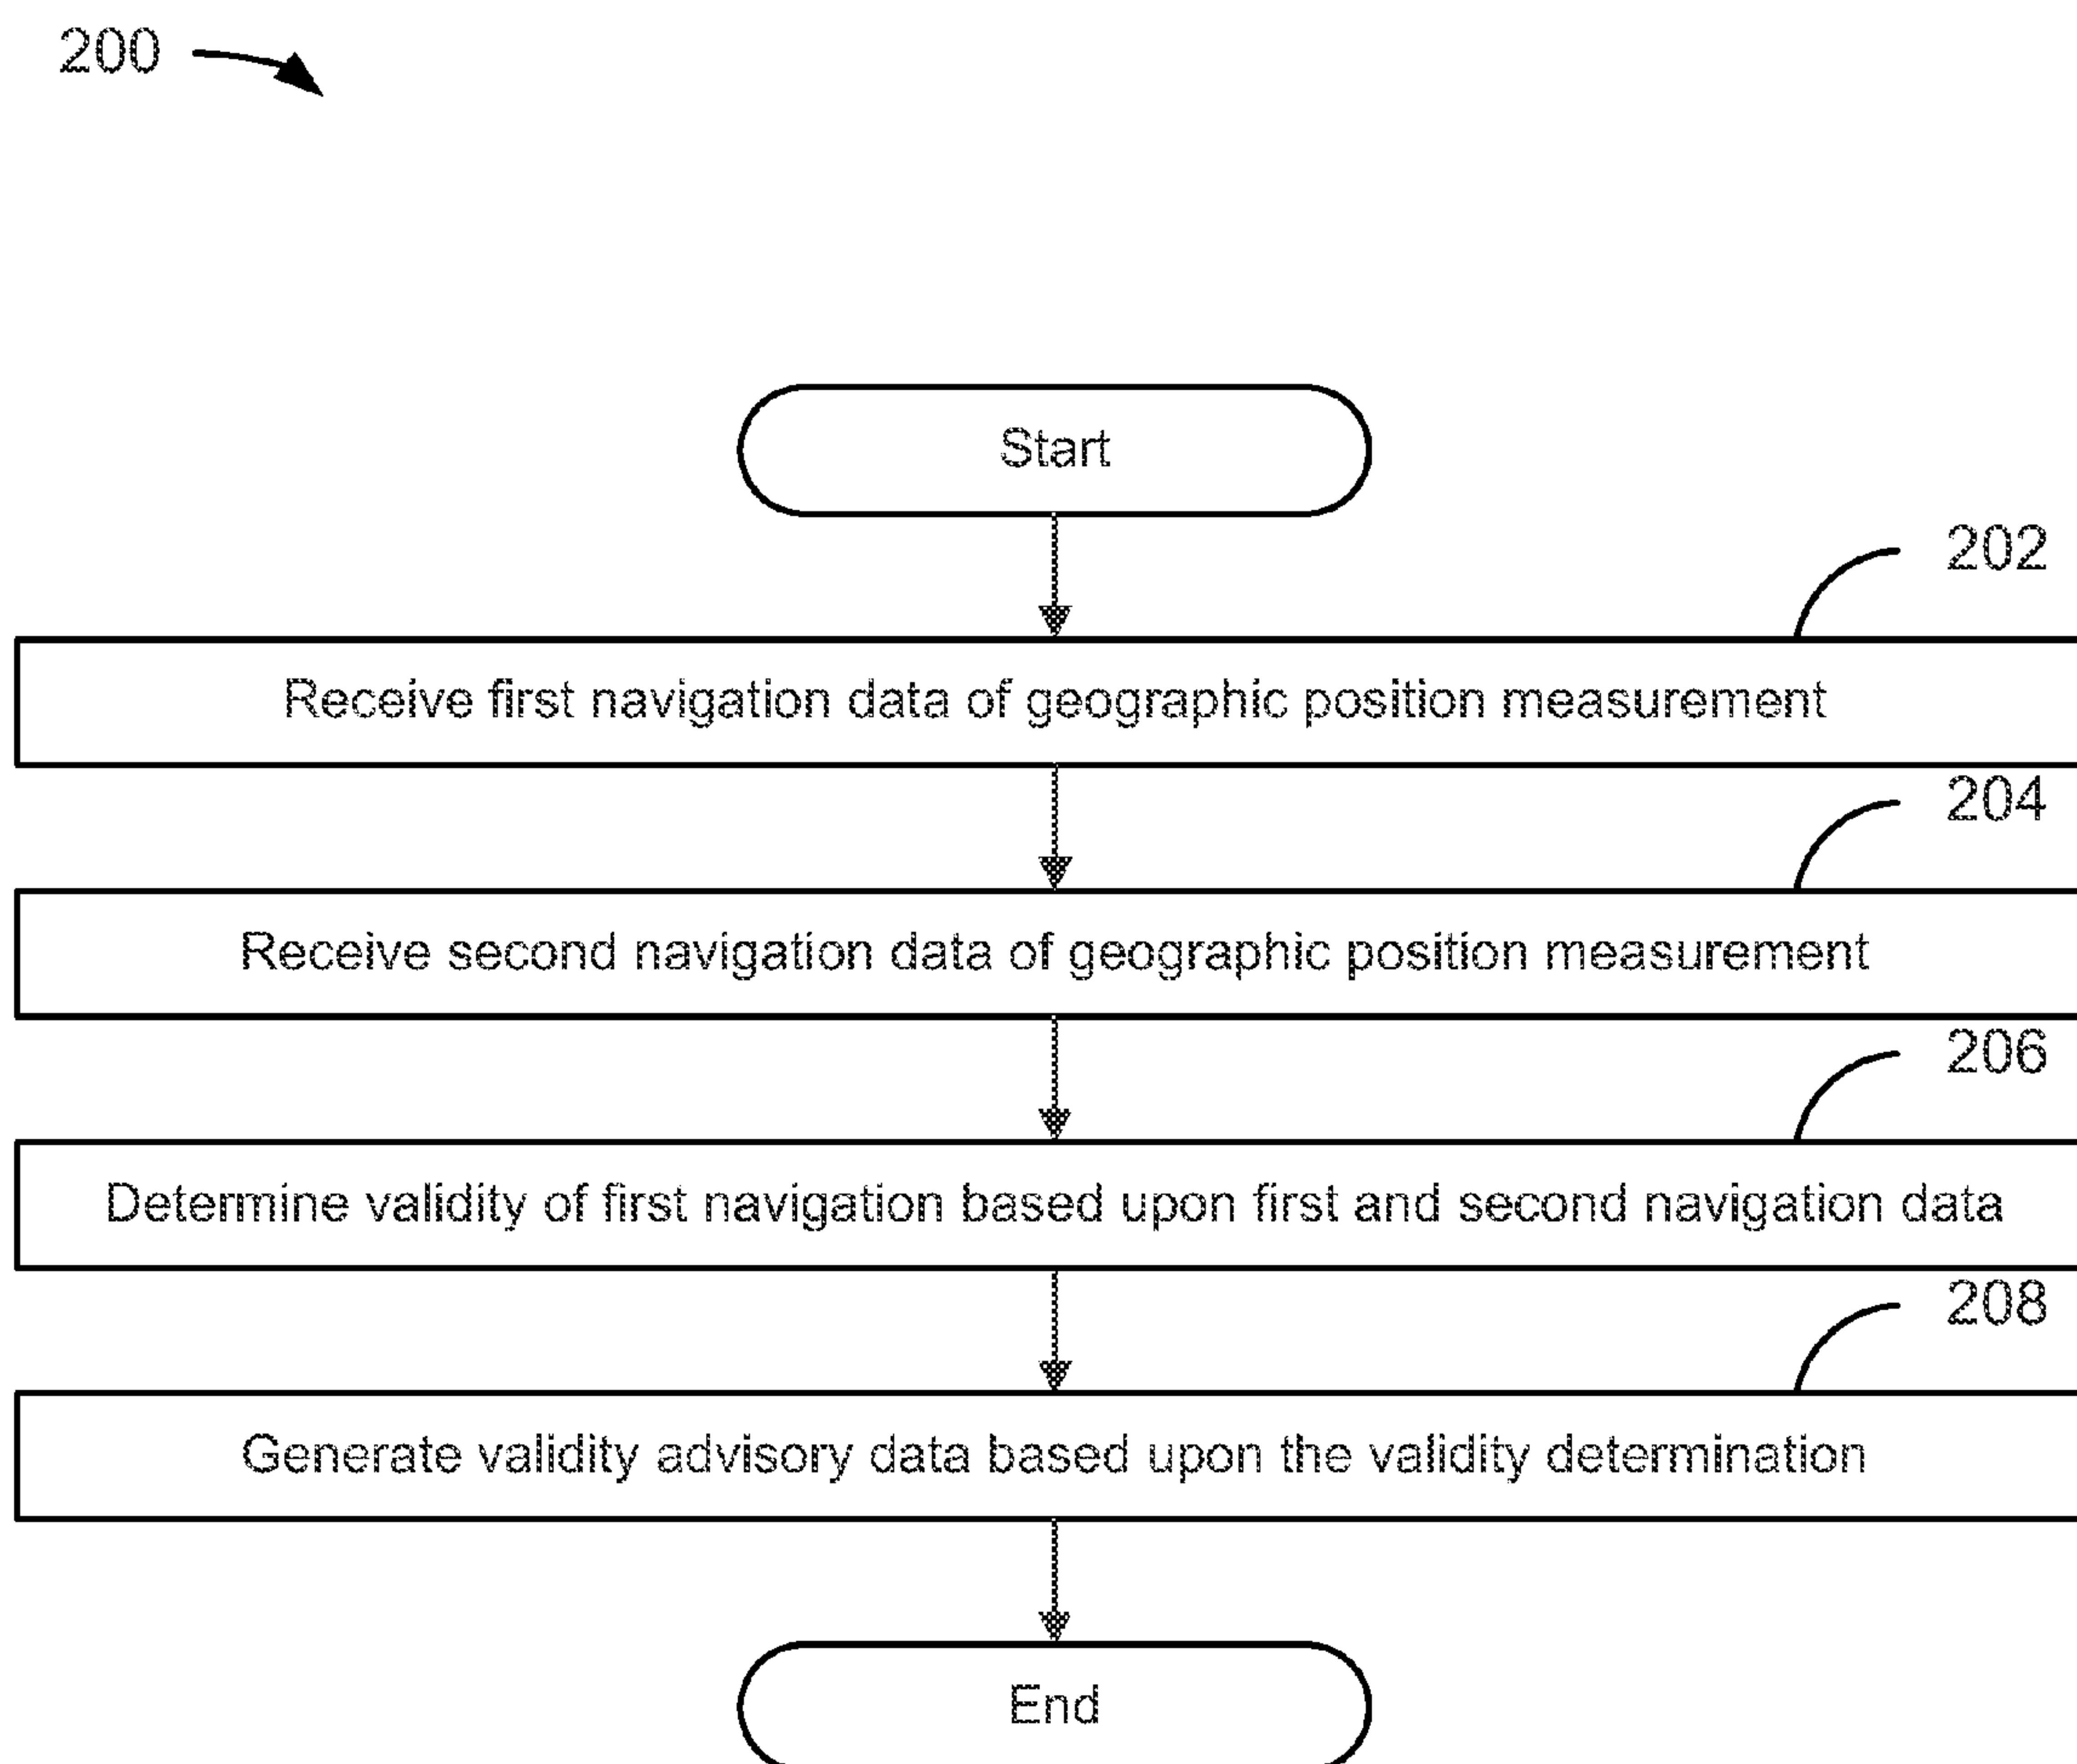 200
Start
202
Receive first navigation data of geographic position measurement
204
Receive second navigation data of geographic position measurement
206
Determine validity of first navigation based upon first and second navigation data
208
Generate validity advisory data based upon the validity determination
End